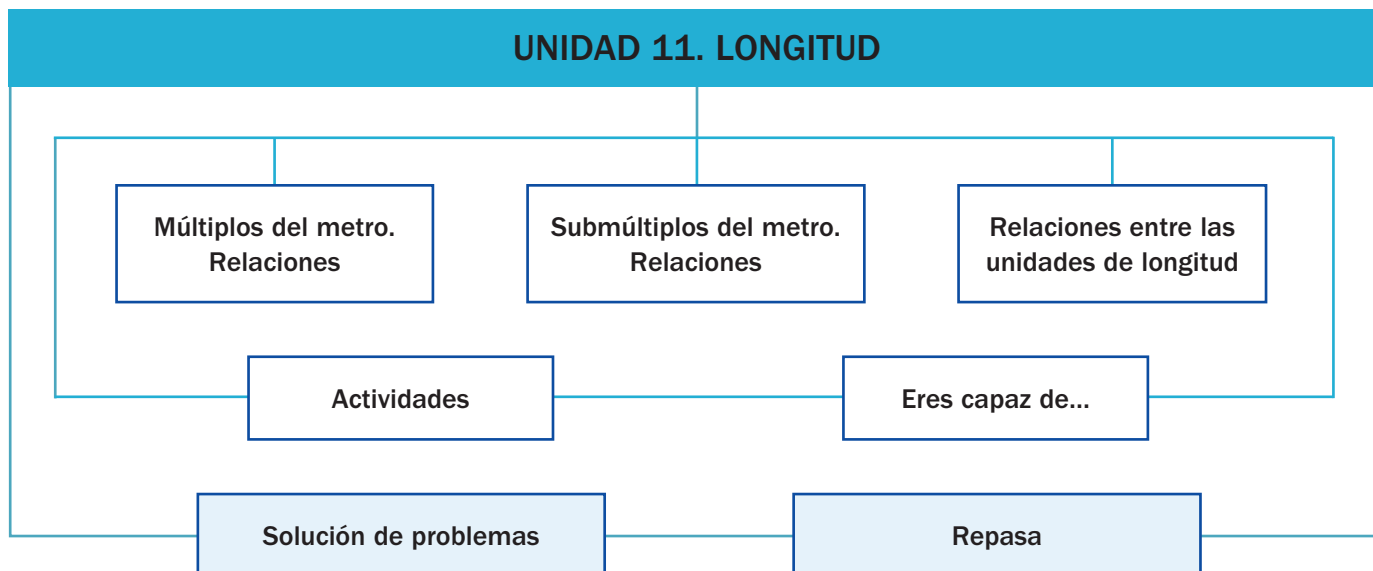 UNIDAD 11. LONGITUD
Múltiplos del metro.
Relaciones
Submúltiplos del metro.
Relaciones
Relaciones entre las
unidades de longitud
Actividades
Eres capaz de...
Solución de problemas
Repasa